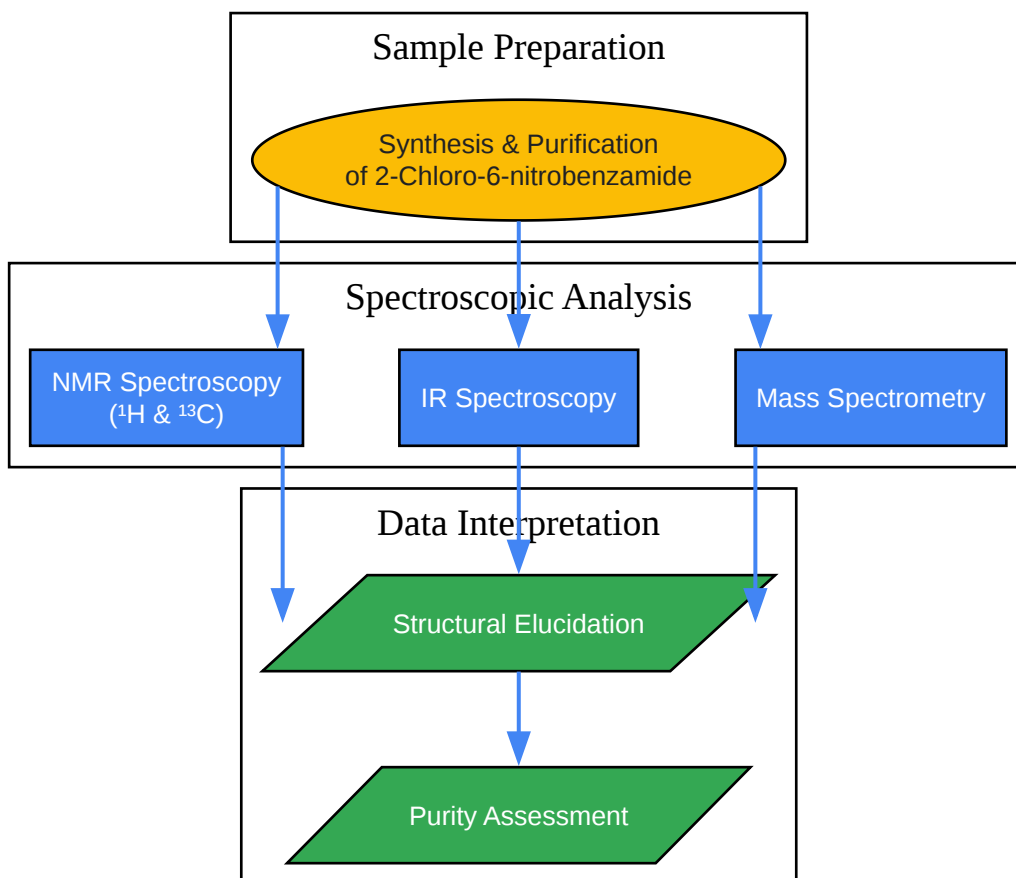 Sample Preparation
Synthesis & Purification
of 2-Chloro-6-nitrobenzamide
Spectroscopic Analysis
NMR Spectroscopy
(¹H & ¹³C)
IR Spectroscopy
Mass Spectrometry
Data Interpretation
Structural Elucidation
Purity Assessment